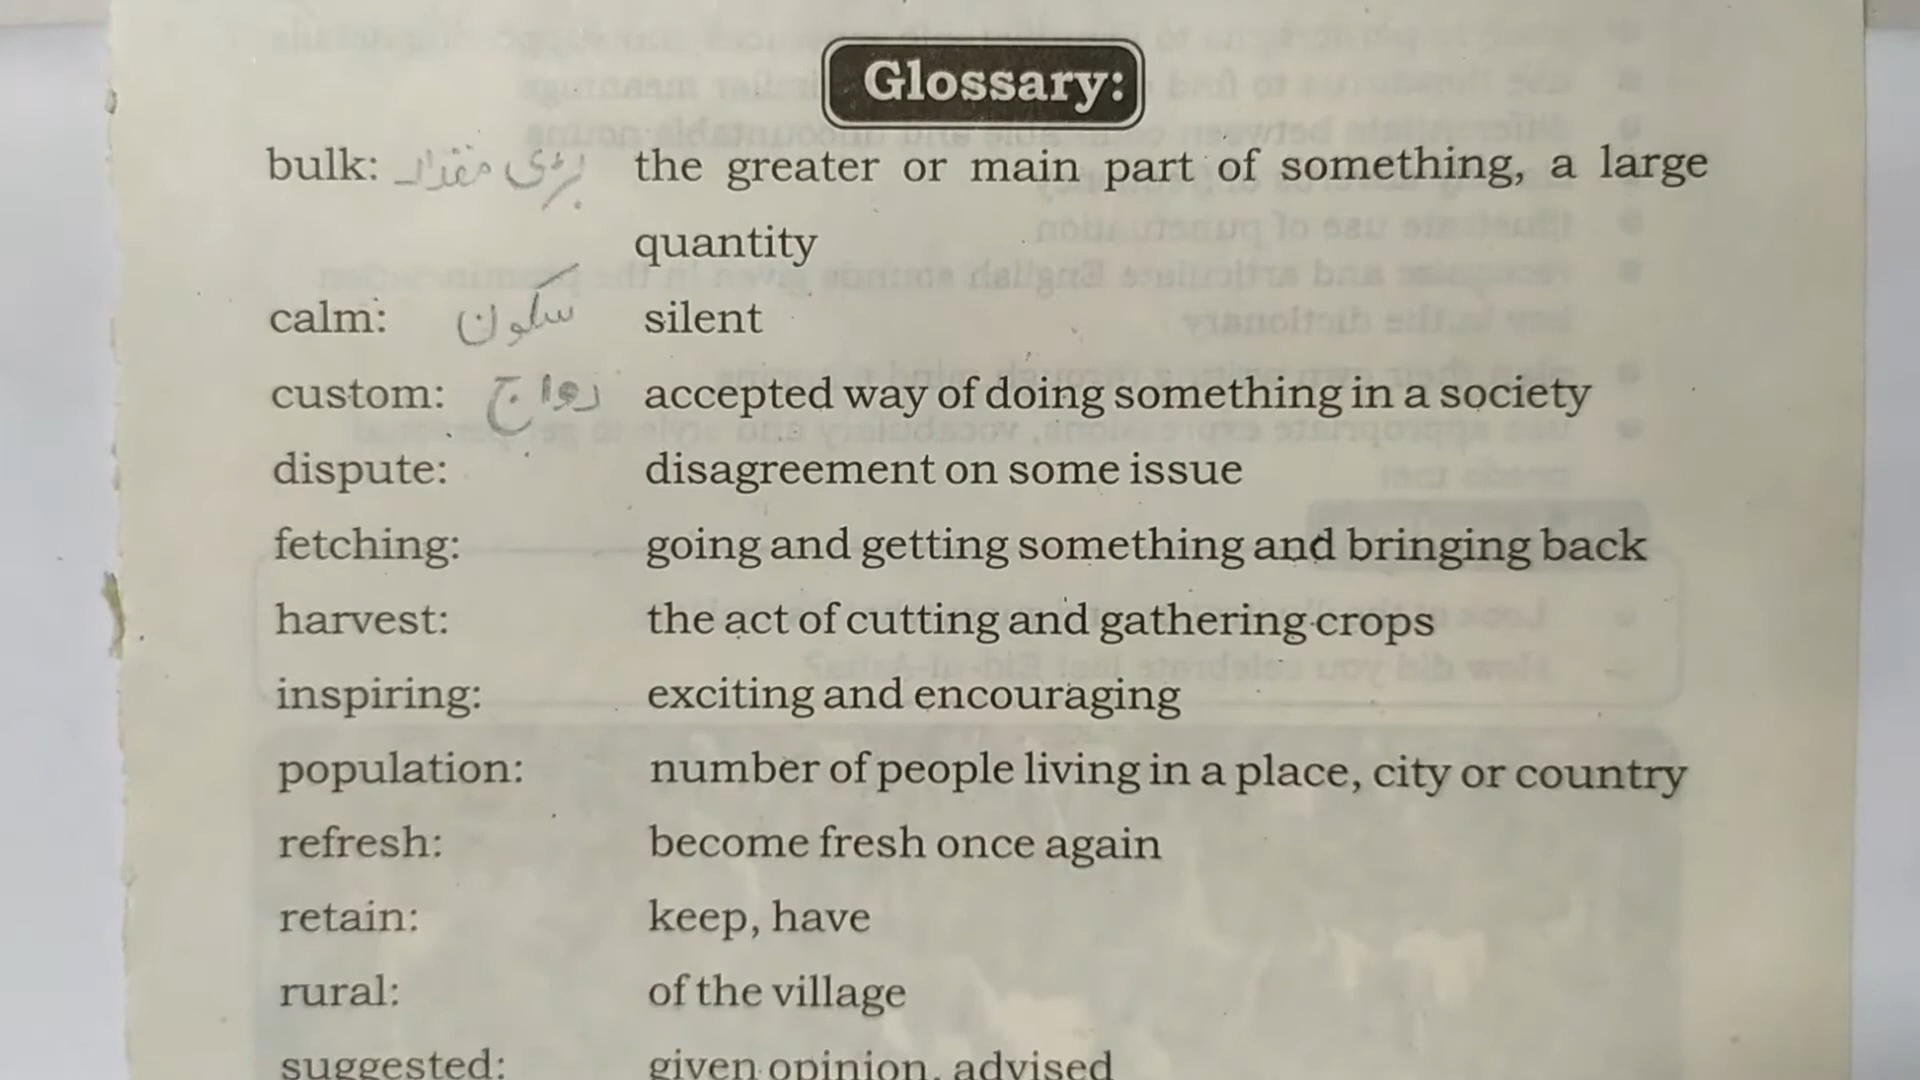 Glossary:
bulk: بڑی مقدار the greater or main part of something, a large
quantity
calm: سکون silent
custom: رواج accepted way of doing something in a society
dispute: disagreement on some issue
fetching: going and getting something and bringing back
harvest: the act of cutting and gathering crops
inspiring: exciting and encouraging
population: number of people living in a place, city or country
refresh: become fresh once again
retain: keep, have
rural: of the village
suggested: given opinion, advised